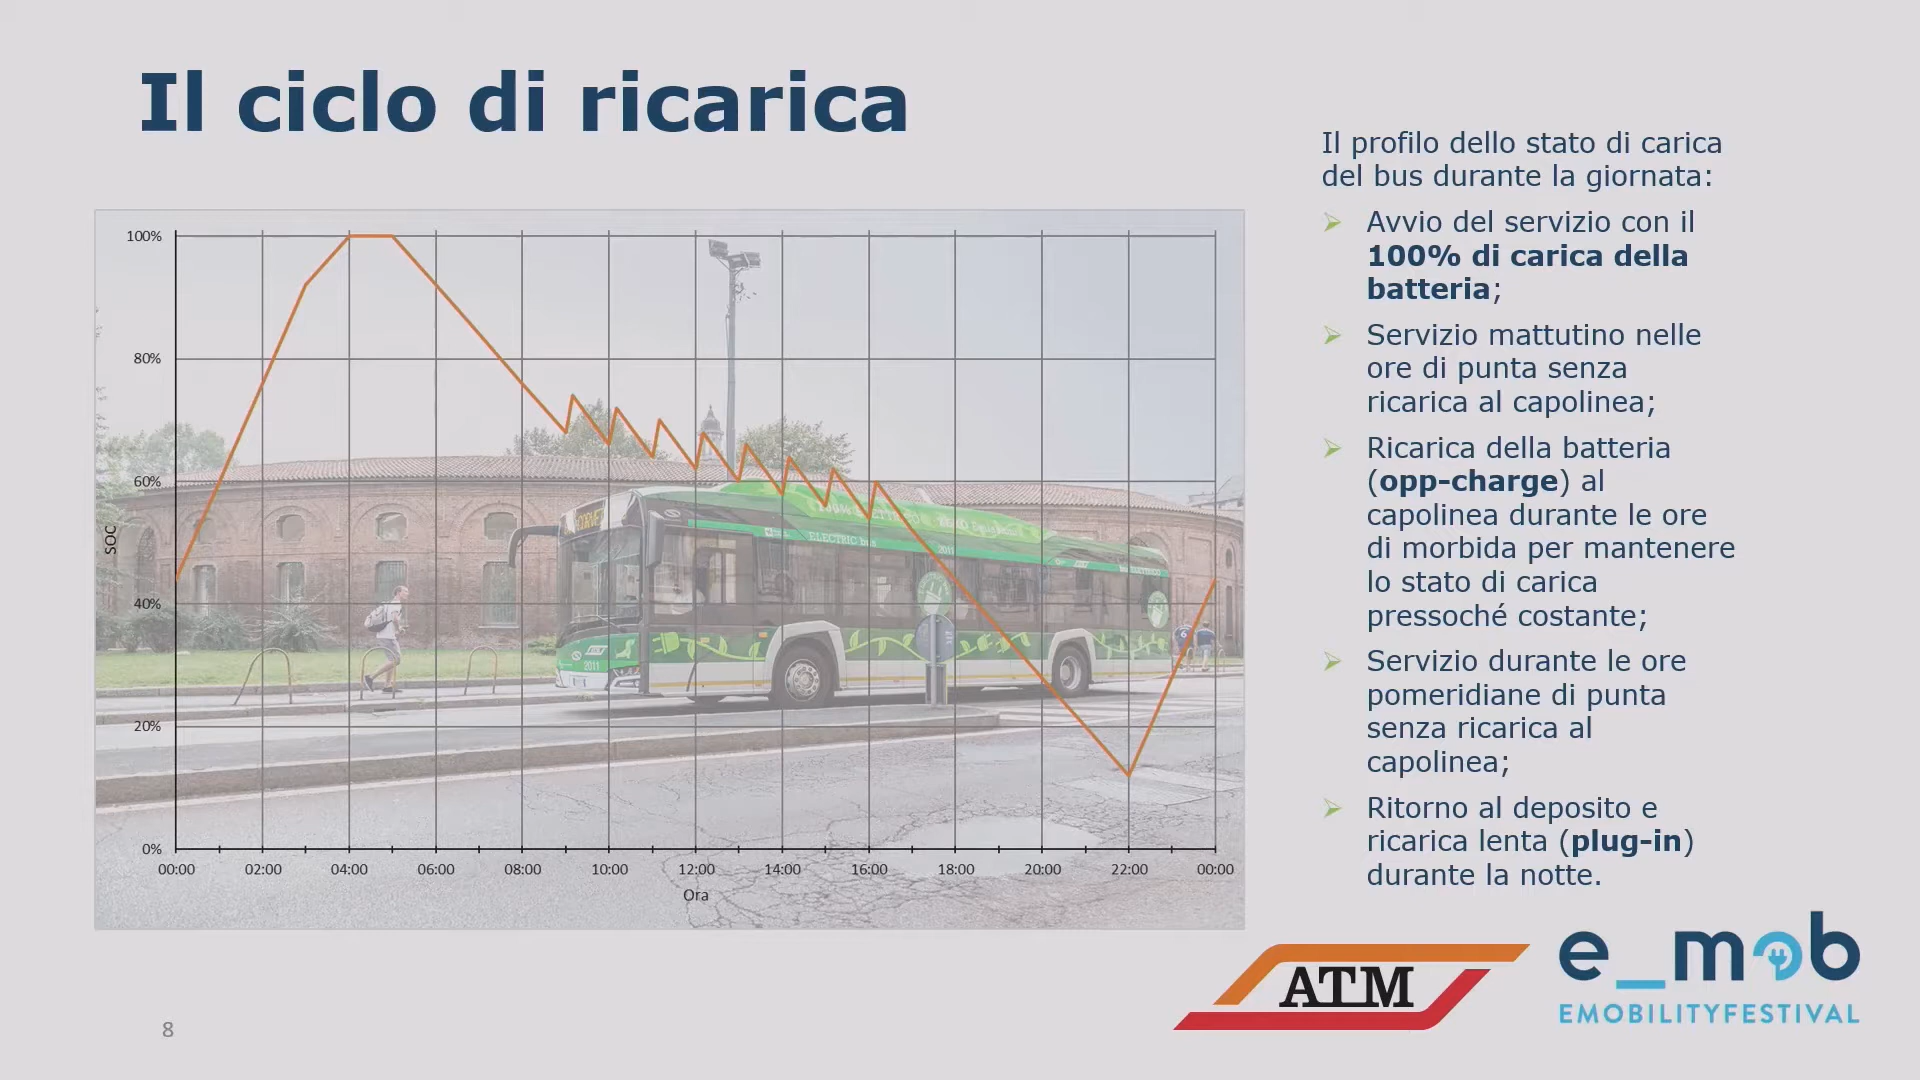 Il ciclo di ricarica
Il profilo dello stato di carica
del bus durante la giornata:
Avvio del servizio con il
100% di carica della
batteria;
Servizio mattutino nelle
ore di punta senza
ricarica al capolinea;
Ricarica della batteria
(opp-charge) al
capolinea durante le ore
di morbida per mantenere
lo stato di carica
pressoché costante;
Servizio durante le ore
pomeridiane di punta
senza ricarica al
capolinea;
Ritorno al deposito e
ricarica lenta (plug-in)
durante la notte.
100%
80%
60%
40%
20%
0%
SOC
00:00 02:00 04:00 06:00 08:00 10:00 12:00 14:00 16:00 18:00 20:00 22:00 00:00
Ora
ELECTRIC bus
2011
2011
ATM
e_mob
EMOBILITYFESTIVAL
8